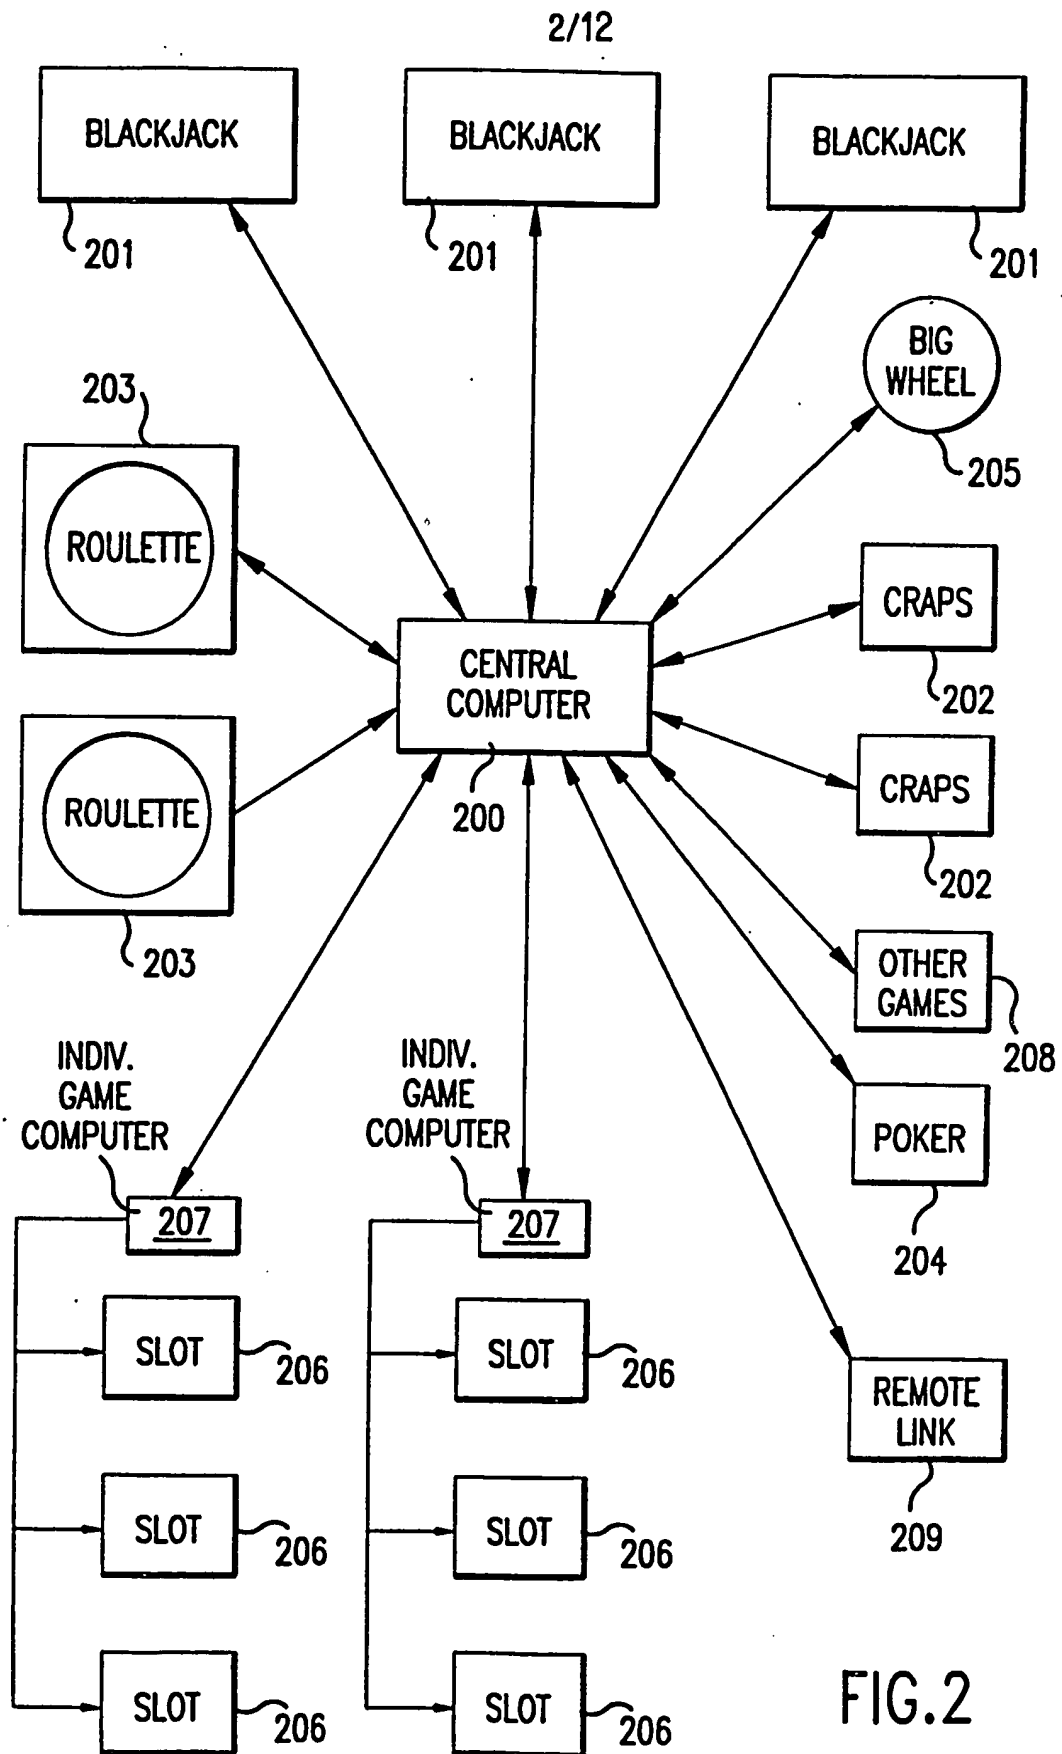 2/12
BLACKJACK
BLACKJACK
BLACKJACK
201
201
201
BIG
WHEEL
205
203
ROULETTE
CRAPS
202
CENTRAL
COMPUTER
200
ROULETTE
203
CRAPS
202
OTHER
GAMES
208
POKER
204
INDIV.
GAME
COMPUTER
207
INDIV.
GAME
COMPUTER
207
SLOT
206
SLOT
206
REMOTE
LINK
209
SLOT
206
SLOT
206
SLOT
206
SLOT
206
FIG.2